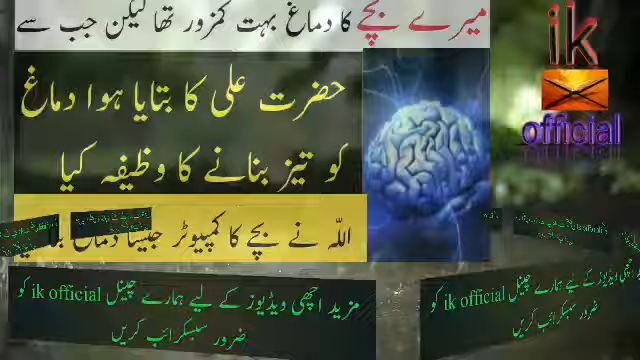 میرے بچے کا دماغ بہت کمزور تھا لیکن جب سے
حضرت علی کا بتایا ہوا دماغ
کو تیز بنانے کا وظیفہ کیا
اللہ نے بچے کا کمپیوٹر جیسا دماغ
ik
official
مزید اچھی ویڈیوز کے لیے ہمارے چینل ik official کو
ضرور سبسکرائب کریں
اچھی ویڈیوز کے لیے ہمارے چینل ik official کو
ضرور سبسکرائب کریں